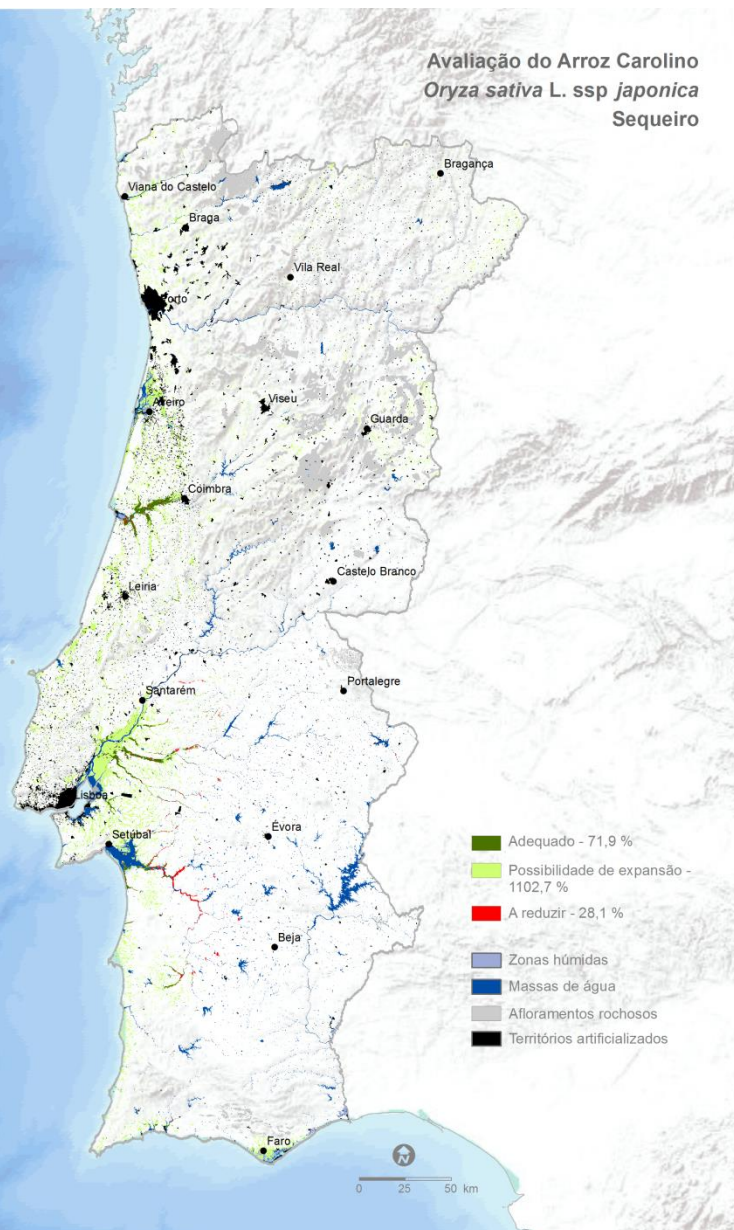 Avaliação do Arroz Carolino
Oryza sativa L. ssp japonica
Sequeiro
Bragança
Viana do Castelo
Braga
Vila Real
Porto
Aveiro
Viseu
Guarda
Coimbra
Castelo Branco
Leiria
Portalegre
Santarém
Lisboa
Évora
Setúbal
Adequado - 71,9 %
Possibilidade de expansão -
1102,7 %
A reduzir - 28,1 %
Beja
Zonas húmidas
Massas de água
Afloramentos rochosos
Territórios artificializados
Faro
N
0 25 50 km